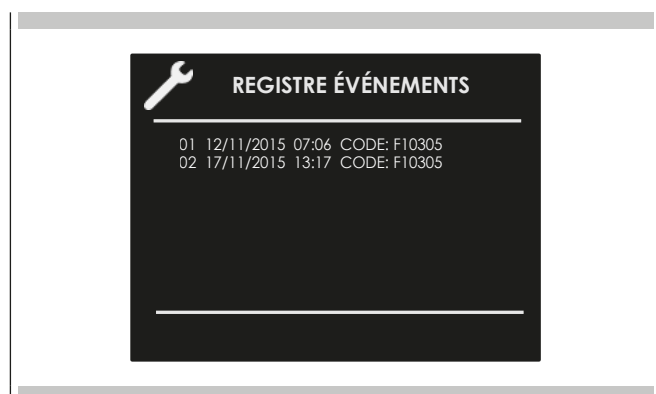 REGISTRE ÉVÉNEMENTS
01 12/11/2015 07:06 CODE: F10305
02 17/11/2015 13:17 CODE: F10305